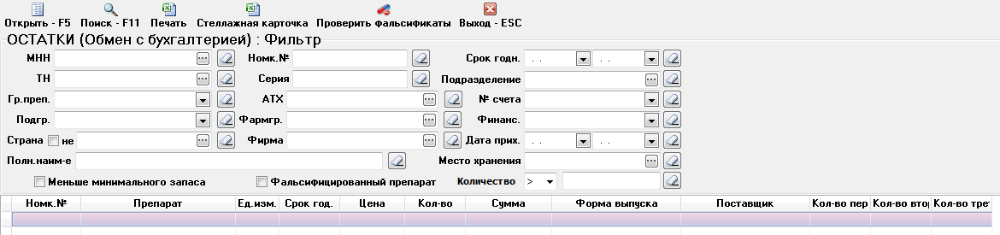 Открыть - F5 Поиск - F11 Печать Стеллажная карточка Проверить фальсификаты Выход - ESC
ОСТАТКИ (Обмен с бухгалтерией) : Фильтр
МНН Номк.№ Срок годн. . . . .
ТН Серия Подразделение
Гр.преп. АТХ № счета
Подгр. Фармгр. Финанс.
Страна не Фирма Дата прих. . . . .
Полн.наим-е Место хранения
Меньше минимального запаса Фальсифицированный препарат Количество >
Номк.№ Препарат Ед.изм. Срок год. Цена Кол-во Сумма Форма выпуска Поставщик Кол-во пер Кол-во втор Кол-во трет